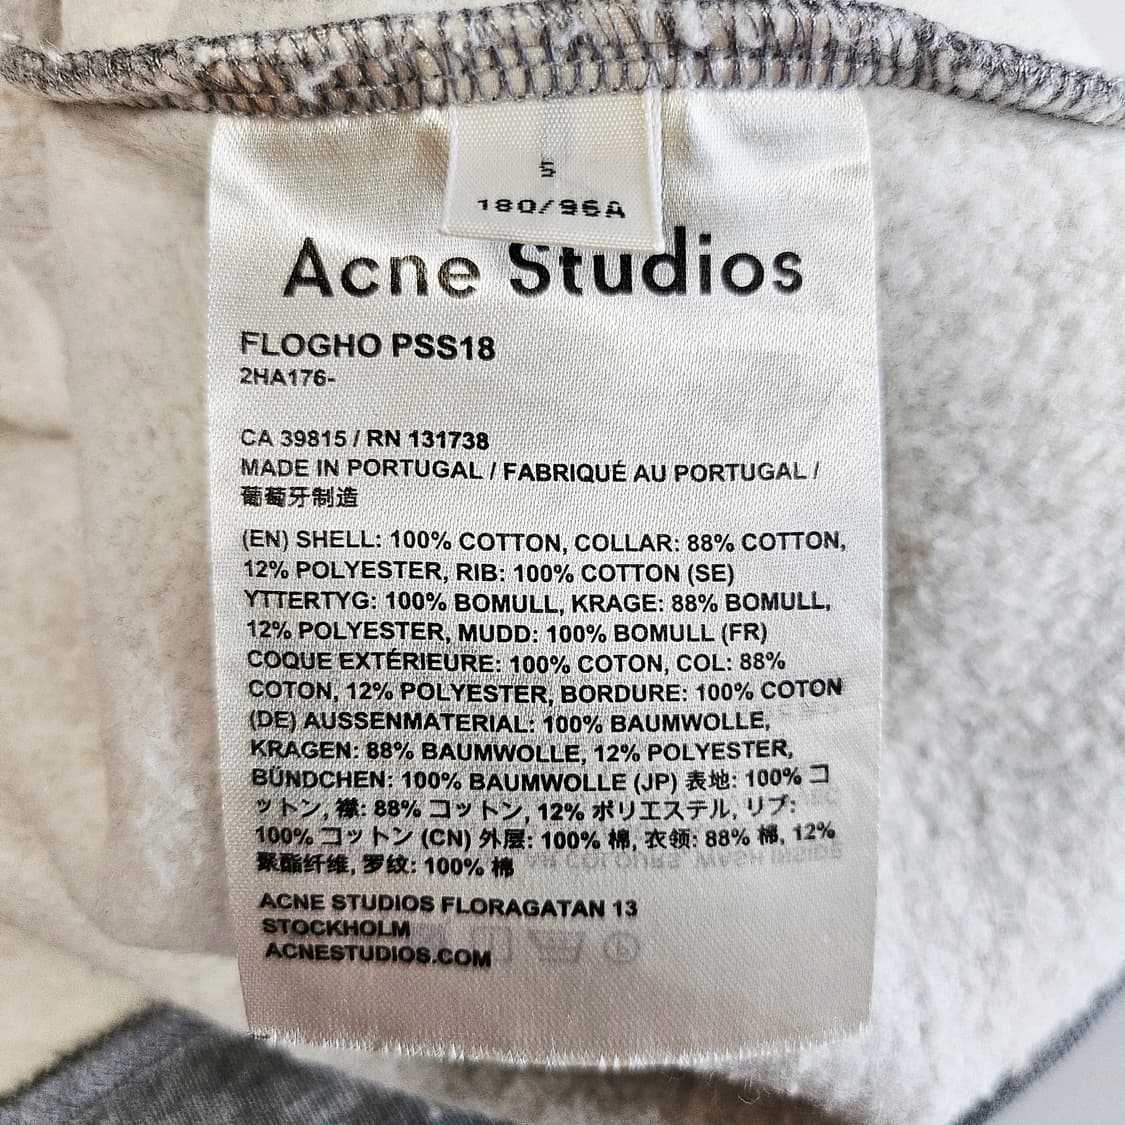 S
180/96A
Acne Studios
FLOGHO PSS18
2HA176-
CA 39815 / RN 131738
MADE IN PORTUGAL / FABRIQUÉ AU PORTUGAL /
葡萄牙制造
(EN) SHELL: 100% COTTON, COLLAR: 88% COTTON,
12% POLYESTER, RIB: 100% COTTON (SE)
YTTERTYG: 100% BOMULL, KRAGE: 88% BOMULL,
12% POLYESTER, MUDD: 100% BOMULL (FR)
COQUE EXTÉRIEURE: 100% COTON, COL: 88%
COTON, 12% POLYESTER, BORDURE: 100% COTON
(DE) AUSSENMATERIAL: 100% BAUMWOLLE,
KRAGEN: 88% BAUMWOLLE, 12% POLYESTER,
BÜNDCHEN: 100% BAUMWOLLE (JP) 表地: 100% コ
ットン, 襟: 88% コットン, 12% ポリエステル, リブ:
100% コットン (CN) 外层: 100% 棉, 衣领: 88% 棉, 12%
聚酯纤维, 罗纹: 100% 棉
ACNE STUDIOS FLORAGATAN 13
STOCKHOLM
ACNESTUDIOS.COM